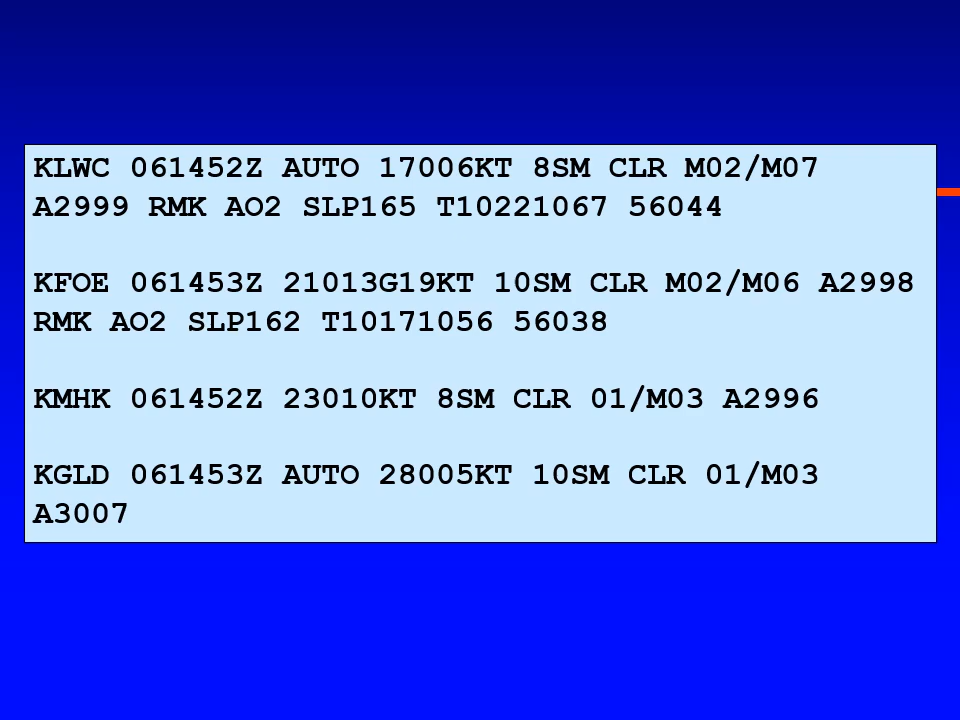 KLWC 061452Z AUTO 17006KT 8SM CLR M02/M07
A2999 RMK AO2 SLP165 T10221067 56044
KFOE 061453Z 21013G19KT 10SM CLR M02/M06 A2998
RMK AO2 SLP162 T10171056 56038
KMHK 061452Z 23010KT 8SM CLR 01/M03 A2996
KGLD 061453Z AUTO 28005KT 10SM CLR 01/M03
A3007